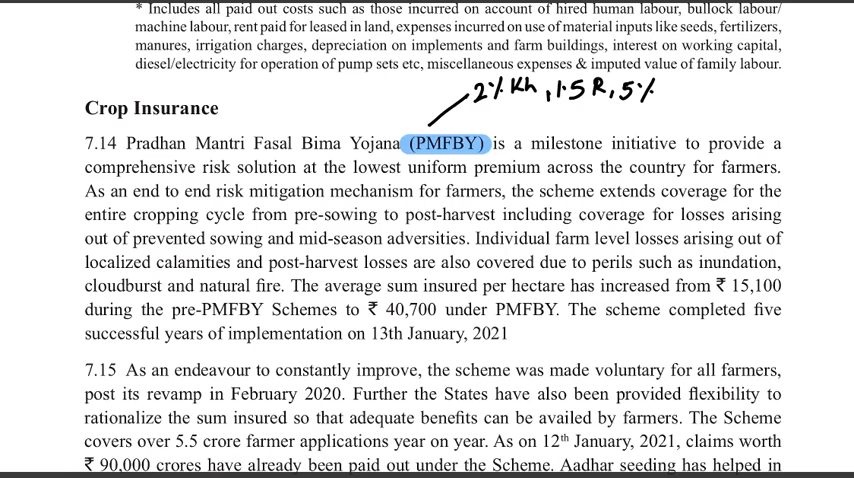 * Includes all paid out costs such as those incurred on account of hired human labour, bullock labour/
machine labour, rent paid for leased in land, expenses incurred on use of material inputs like seeds, fertilizers,
manures, irrigation charges, depreciation on implements and farm buildings, interest on working capital,
diesel/electricity for operation of pump sets etc, miscellaneous expenses & imputed value of family labour.
2% Kh, 1.5 R, 5%
Crop Insurance
7.14 Pradhan Mantri Fasal Bima Yojana (PMFBY) is a milestone initiative to provide a
comprehensive risk solution at the lowest uniform premium across the country for farmers.
As an end to end risk mitigation mechanism for farmers, the scheme extends coverage for the
entire cropping cycle from pre-sowing to post-harvest including coverage for losses arising
out of prevented sowing and mid-season adversities. Individual farm level losses arising out of
localized calamities and post-harvest losses are also covered due to perils such as inundation,
cloudburst and natural fire. The average sum insured per hectare has increased from ₹ 15,100
during the pre-PMFBY Schemes to ₹ 40,700 under PMFBY. The scheme completed five
successful years of implementation on 13th January, 2021
7.15 As an endeavour to constantly improve, the scheme was made voluntary for all farmers,
post its revamp in February 2020. Further the States have also been provided flexibility to
rationalize the sum insured so that adequate benefits can be availed by farmers. The Scheme
covers over 5.5 crore farmer applications year on year. As on 12th January, 2021, claims worth
₹ 90,000 crores have already been paid out under the Scheme. Aadhar seeding has helped in